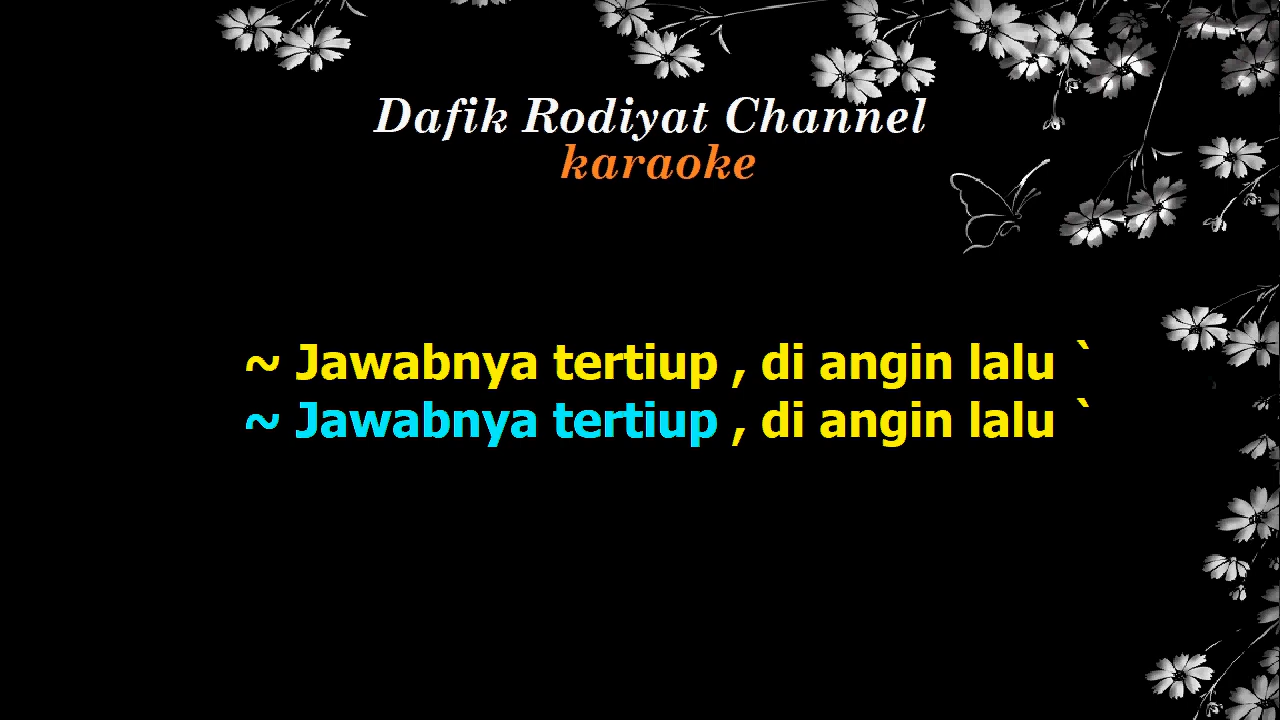 Dafik Rodiyat Channel
karaoke
~ Jawabnya tertiup , di angin lalu `
~ Jawabnya tertiup , di angin lalu `